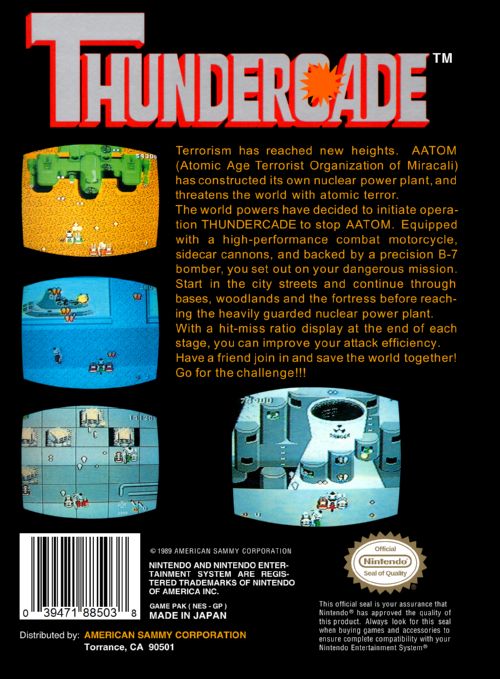 THUNDERCADE™
Terrorism has reached new heights. AATOM
(Atomic Age Terrorist Organization of Miracali)
has constructed its own nuclear power plant, and
threatens the world with atomic terror.
The world powers have decided to initiate opera-
tion THUNDERCADE to stop AATOM. Equipped
with a high-performance combat motorcycle,
sidecar cannons, and backed by a precision B-7
bomber, you set out on your dangerous mission.
Start in the city streets and continue through
bases, woodlands and the fortress before reach-
ing the heavily guarded nuclear power plant.
With a hit-miss ratio display at the end of each
stage, you can improve your attack efficiency.
Have a friend join in and save the world together!
Go for the challenge!!!
DANGER
© 1989 AMERICAN SAMMY CORPORATION
NINTENDO AND NINTENDO ENTER-
TAINMENT SYSTEM ARE REGIS-
TERED TRADEMARKS OF NINTENDO
OF AMERICA INC.
GAME PAK ( NES - GP )
MADE IN JAPAN
0 39471 88503 8
Distributed by: AMERICAN SAMMY CORPORATION
Torrance, CA 90501
Official
Nintendo
Seal of Quality
This official seal is your assurance that
Nintendo® has approved the quality of
this product. Always look for this seal
when buying games and accessories to
ensure complete compatibility with your
Nintendo Entertainment System®